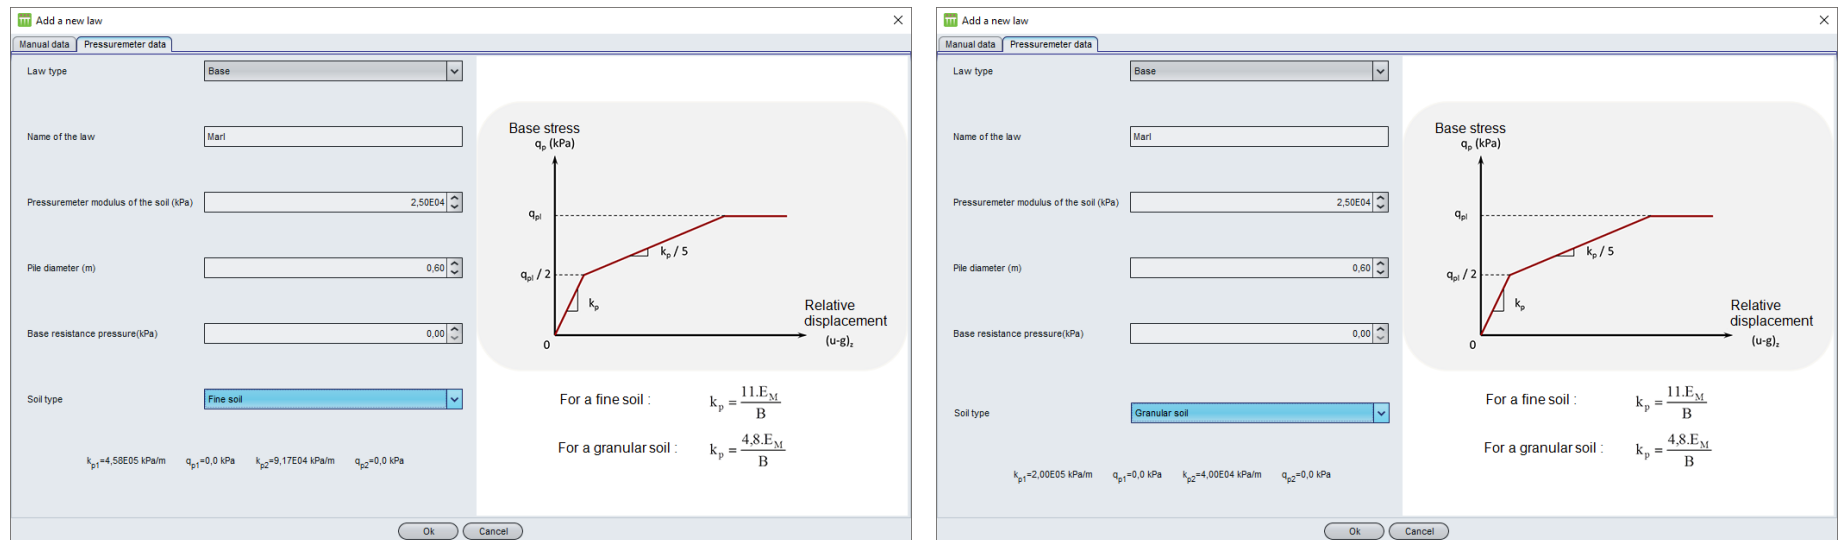 Add a new law
Manual data
Pressuremeter data
Law type
Base
Name of the law
Marl
Pressuremeter modulus of the soil (kPa)
2,50E04
Pile diameter (m)
0,60
Base resistance pressure(kPa)
0,00
Soil type
Fine soil
kp1=4,58E05 kPa/m qp1=0,0 kPa kp2=9,17E04 kPa/m qp2=0,0 kPa
Base stress
qp (kPa)
qpl
kp / 5
qpl / 2
kp
Relative
displacement
0
(u-g)z
For a fine soil : kp = 11.EM / B
For a granular soil : kp = 4,8.EM / B
Ok
Cancel
Add a new law
Manual data
Pressuremeter data
Law type
Base
Name of the law
Marl
Pressuremeter modulus of the soil (kPa)
2,50E04
Pile diameter (m)
0,60
Base resistance pressure(kPa)
0,00
Soil type
Granular soil
kp1=2,00E05 kPa/m qp1=0,0 kPa kp2=4,00E04 kPa/m qp2=0,0 kPa
Base stress
qp (kPa)
qpl
kp / 5
qpl / 2
kp
Relative
displacement
0
(u-g)z
For a fine soil : kp = 11.EM / B
For a granular soil : kp = 4,8.EM / B
Ok
Cancel